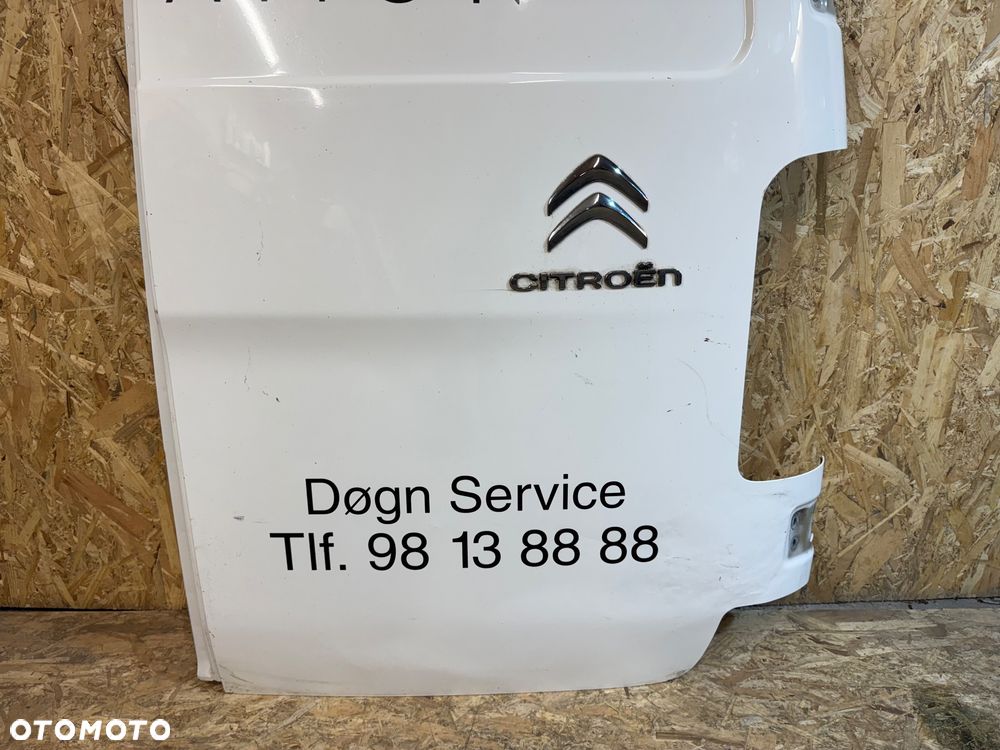 CITROËN
Døgn Service
Tlf. 98 13 88 88
OTOMOTO